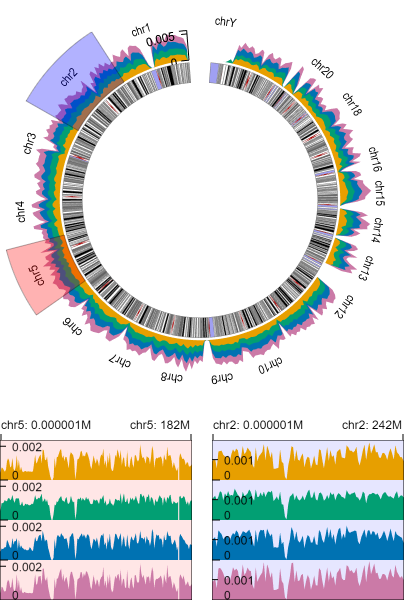 chrY
chr1
0.005
0
chr2
chr20
chr18
chr3
chr16
chr15
chr4
chr14
chr5
chr13
chr6
chr12
chr7
chr10
chr8
chr9
chr5: 0.000001M
chr5: 182M
chr2: 0.000001M
chr2: 242M
0.002
0
0.001
0
0.002
0
0.001
0
0.002
0
0.001
0
0.002
0
0.001
0